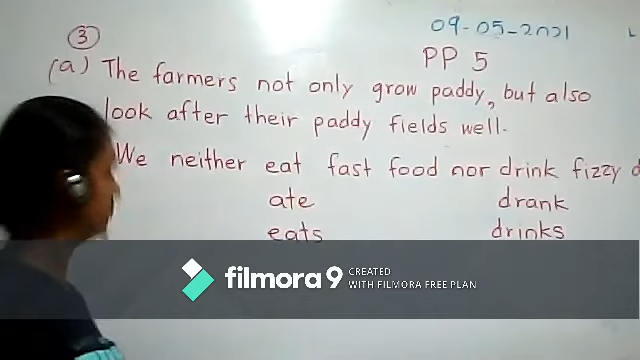 09-05-2021
③
PP 5
(a) The farmers not only grow paddy, but also
look after their paddy fields well.
We neither eat fast food nor drink fizzy
ate drank
eats drinks
filmora 9 CREATED
WITH FILMORA FREE PLAN